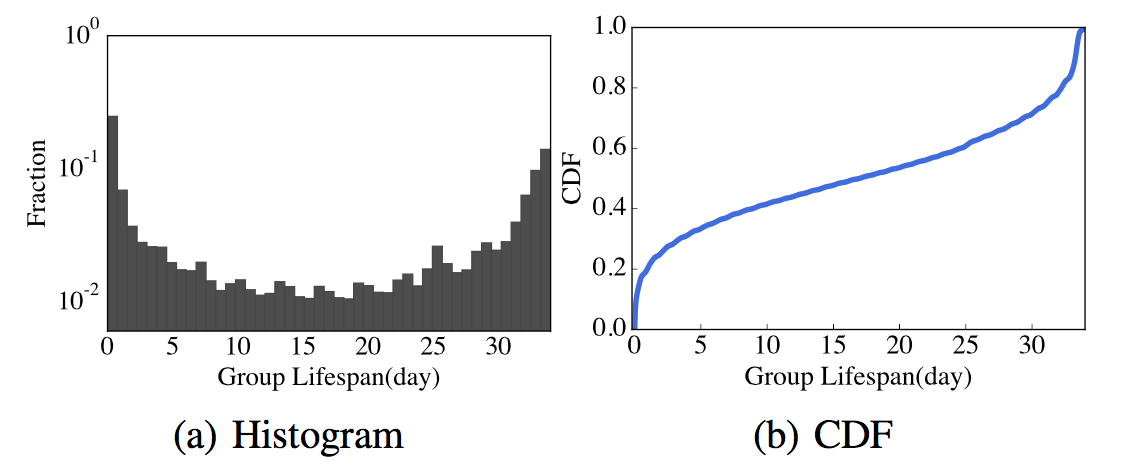 10^0
10^-1
10^-2
Fraction
0 5 10 15 20 25 30
Group Lifespan(day)
(a) Histogram
1.0
0.8
0.6
0.4
0.2
0.0
CDF
0 5 10 15 20 25 30
Group Lifespan(day)
(b) CDF